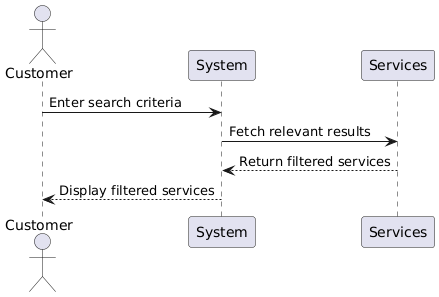 Customer
System
Services
Enter search criteria
Fetch relevant results
Return filtered services
Display filtered services
Customer
System
Services